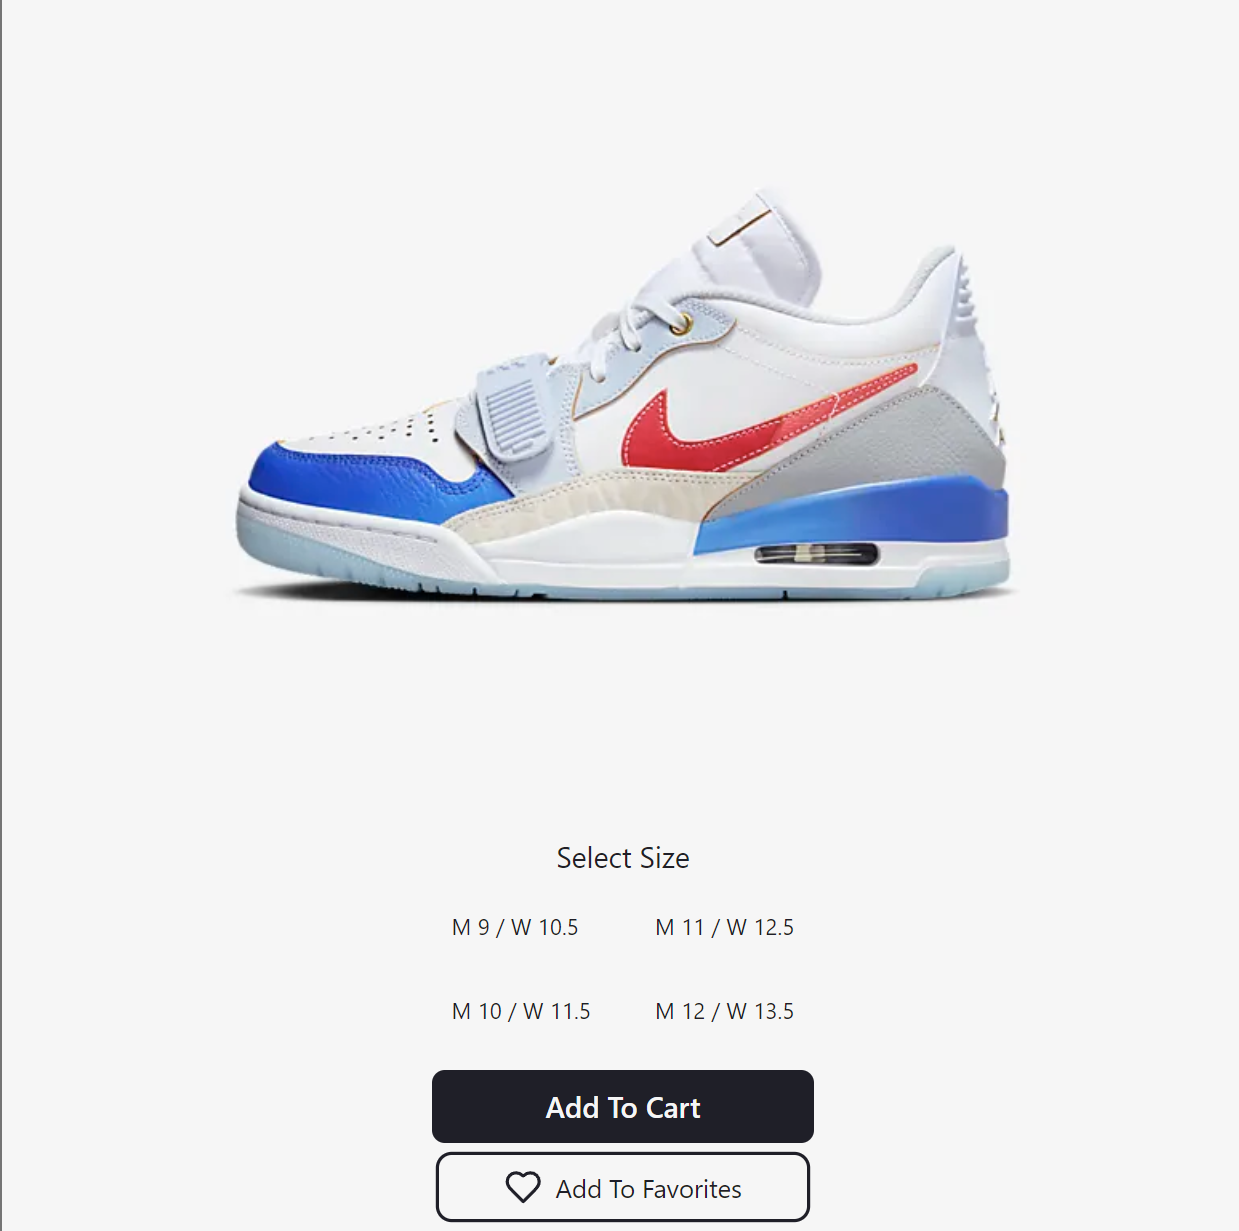 Select Size
M 9 / W 10.5
M 11 / W 12.5
M 10 / W 11.5
M 12 / W 13.5
Add To Cart
Add To Favorites